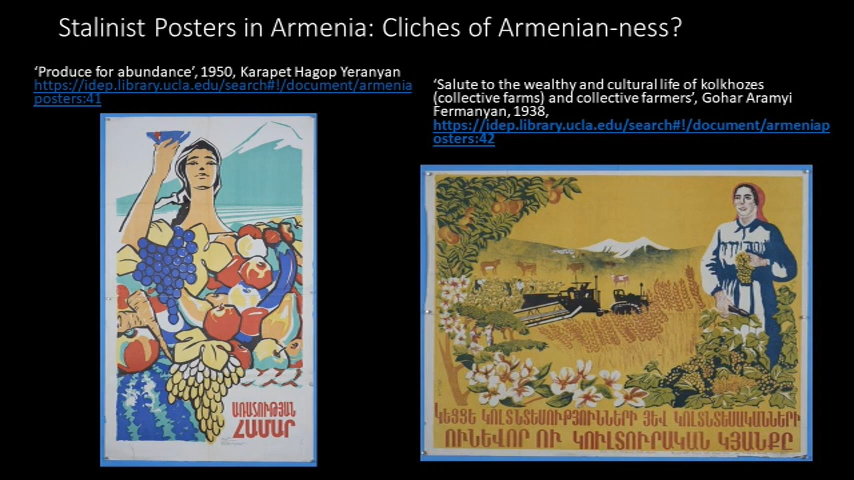 Stalinist Posters in Armenia: Cliches of Armenian-ness?
‘Produce for abundance’, 1950, Karapet Hagop Yeranyan
https://idep.library.ucla.edu/search#!/document/armenia
posters:41
‘Salute to the wealthy and cultural life of kolkhozes
(collective farms) and collective farmers’, Gohar Aramyi
Fermanyan, 1938,
https://idep.library.ucla.edu/search#!/document/armeniap
osters:42
ԱՌԱՏՈՒԹՅԱՆ
ՀԱՄԱՐ
ԿԵՑՑԵ ԿՈԼՏՆՏԵՍՈՒԹՅՈՒՆՆԵՐԻ ՅԵՎ ԿՈԼՏՆՏԵՍԱԿԱՆՆԵՐԻ
ՈՒՆԵՎՈՐ ՈՒ ԿՈՒԼՏՈՒՐԱԿԱՆ ԿՅԱՆՔԸ